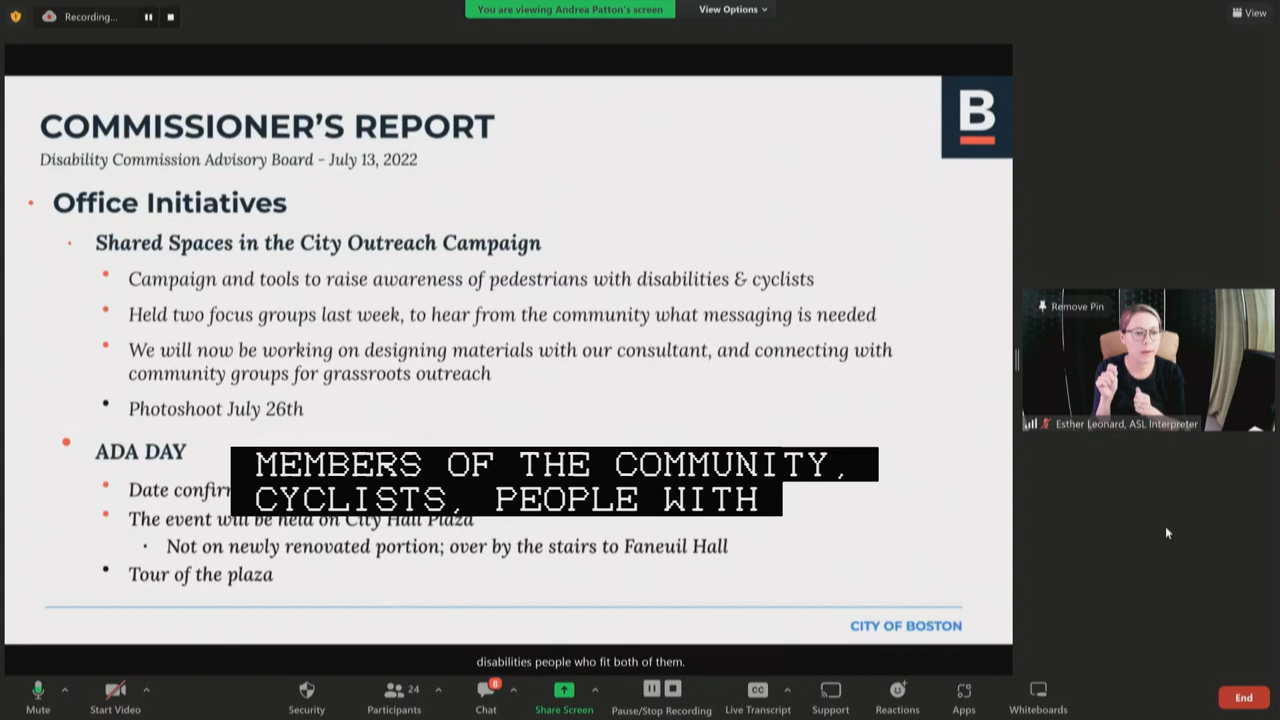 Recording...
You are viewing Andrea Patton's screen
View Options
View
COMMISSIONER'S REPORT
B
Disability Commission Advisory Board - July 13, 2022
Office Initiatives
Shared Spaces in the City Outreach Campaign
Campaign and tools to raise awareness of pedestrians with disabilities & cyclists
Held two focus groups last week, to hear from the community what messaging is needed
We will now be working on designing materials with our consultant, and connecting with
community groups for grassroots outreach
Photoshoot July 26th
Remove Pin
Esther Leonard, ASL Interpreter
ADA DAY
MEMBERS OF THE COMMUNITY,
CYCLISTS, PEOPLE WITH
Date
The event will be held on City Hall Plaza
Not on newly renovated portion; over by the stairs to Faneuil Hall
Tour of the plaza
CITY OF BOSTON
disabilities people who fit both of them.
Mute
Start Video
Security
24
Participants
8
Chat
Share Screen
Pause/Stop Recording
CC
Live Transcript
Support
Reactions
Apps
Whiteboards
End